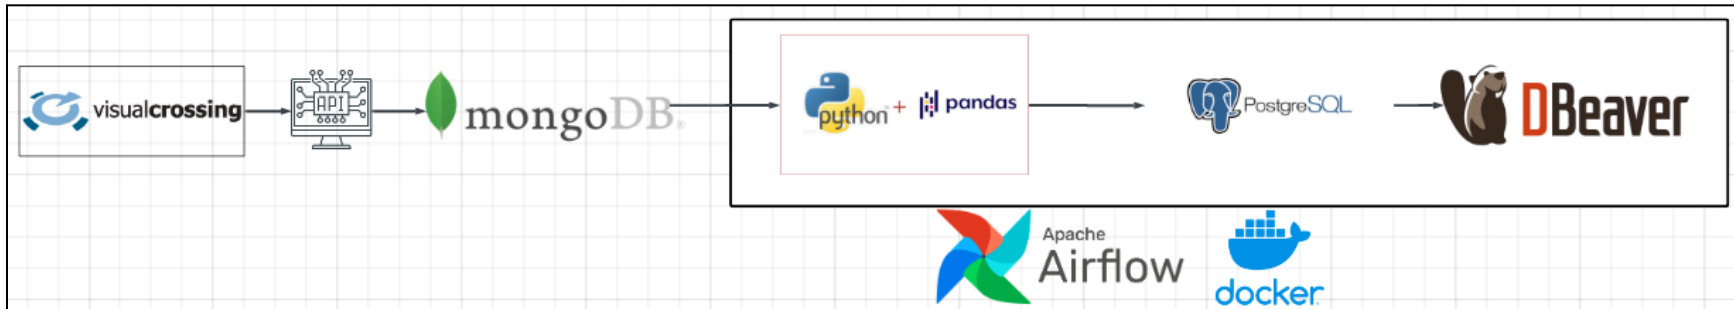 visualcrossing
API
mongoDB®
python + pandas
PostgreSQL
DBeaver
Apache
Airflow
docker